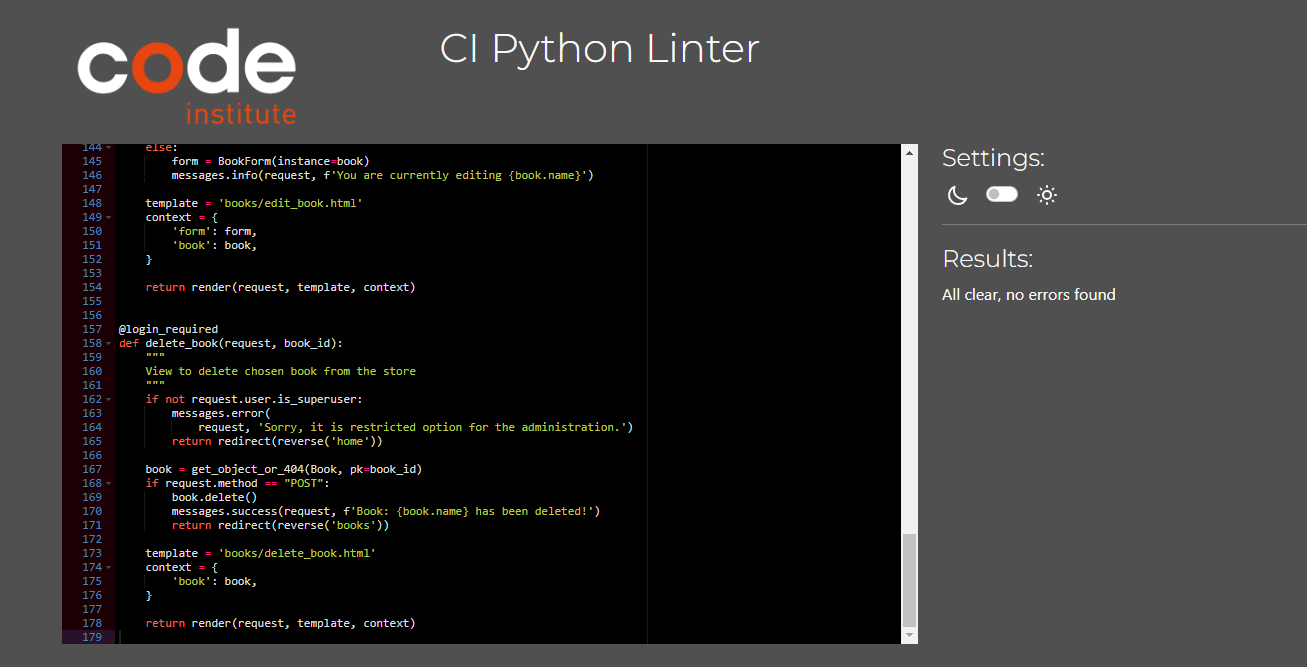 code
institute
CI Python Linter
144 else:
145 form = BookForm(instance=book)
146 messages.info(request, f'You are currently editing {book.name}')
147
148 template = 'books/edit_book.html'
149 context = {
150 'form': form,
151 'book': book,
152 }
153
154 return render(request, template, context)
155
156
157 @login_required
158 def delete_book(request, book_id):
159 """
160 View to delete chosen book from the store
161 """
162 if not request.user.is_superuser:
163 messages.error(
164 request, 'Sorry, it is restricted option for the administration.')
165 return redirect(reverse('home'))
166
167 book = get_object_or_404(Book, pk=book_id)
168 if request.method == "POST":
169 book.delete()
170 messages.success(request, f'Book: {book.name} has been deleted!')
171 return redirect(reverse('books'))
172
173 template = 'books/delete_book.html'
174 context = {
175 'book': book,
176 }
177
178 return render(request, template, context)
179
Settings:
Results:
All clear, no errors found